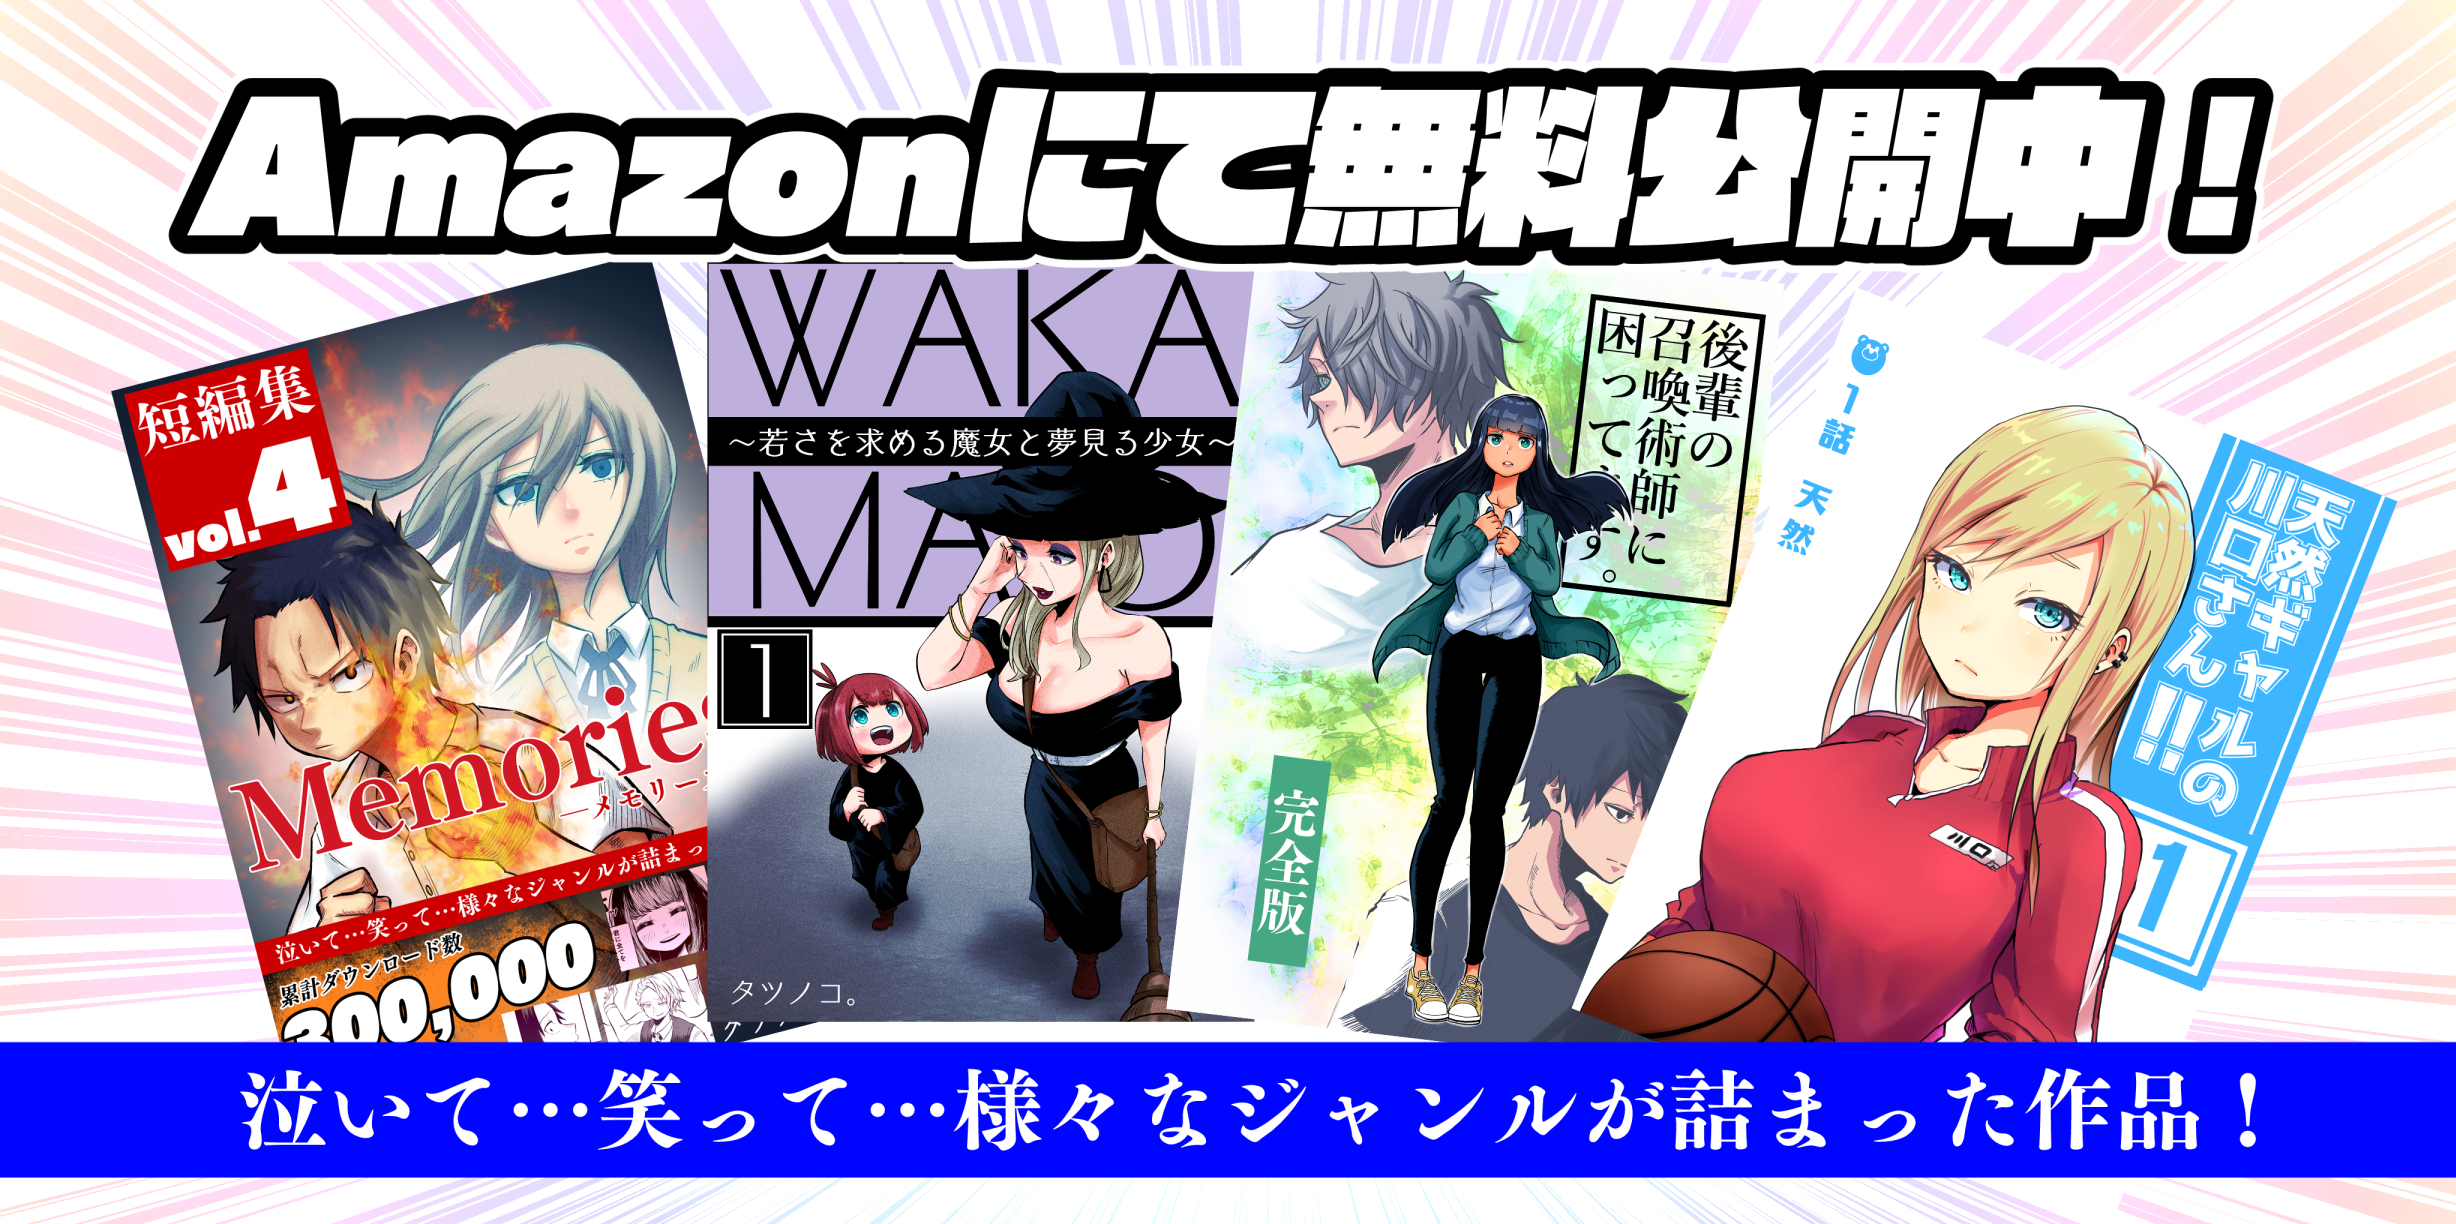 Amazonにて無料公開中！
短編集
vol.4
Memories
―メモリー
泣いて…笑って…様々なジャンルが詰まっ
累計ダウンロード数
300,000
WAKA
～若さを求める魔女と夢見る少女～
1
タツノコ。
後輩の
召喚術師に
困ってます。
完全版
1話 天然
天然ギャルの
川口さん!!
1
川口
泣いて…笑って…様々なジャンルが詰まった作品！